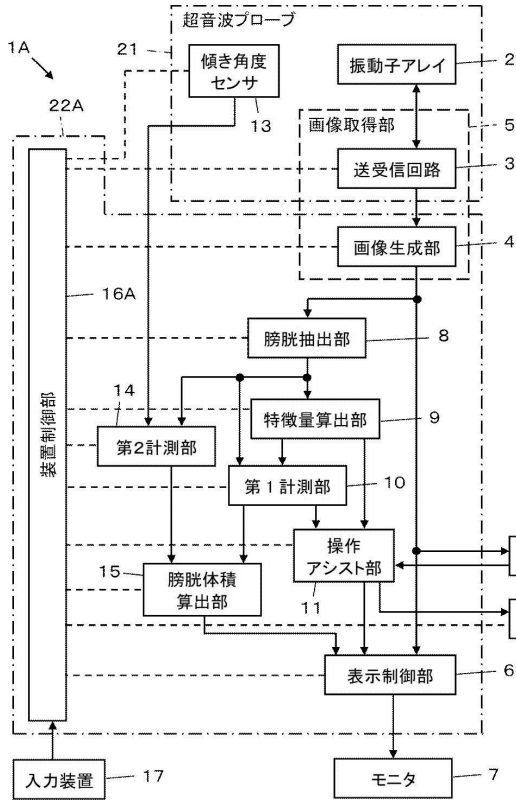 超音波プローブ
1A
21
傾き角度
センサ
13
振動子アレイ
2
22A
画像取得部
5
送受信回路
3
画像生成部
4
16A
装置制御部
膀胱抽出部
8
14
特徴量算出部
9
第2計測部
第1計測部
10
操作
アシスト部
11
15
膀胱体積
算出部
表示制御部
6
入力装置
17
モニタ
7